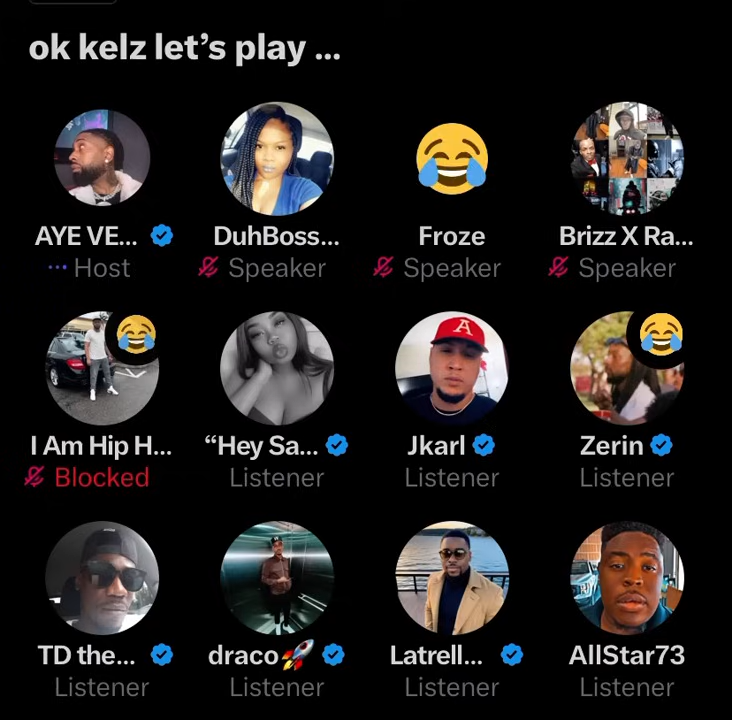 ok kelz let’s play ...
AYE VE... DuhBoss... Froze Brizz X Ra...
Host Speaker Speaker Speaker
I Am Hip H... “Hey Sa... Jkarl Zerin
Blocked Listener Listener Listener
TD the... draco🚀 Latrell... AllStar73
Listener Listener Listener Listener